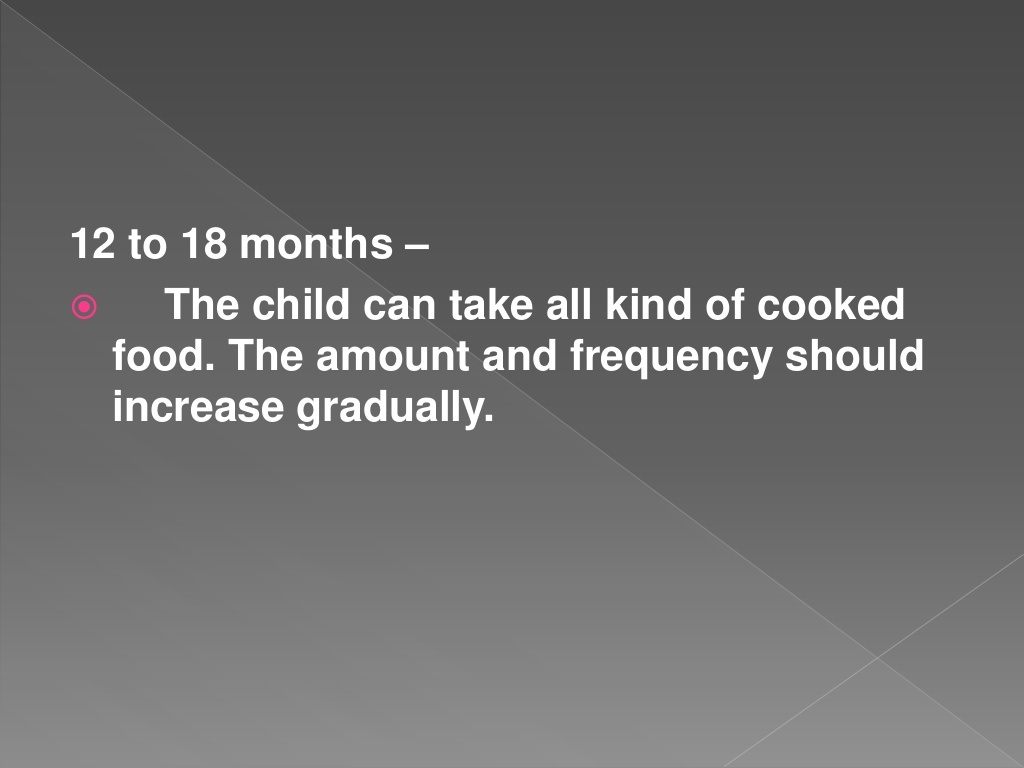 12 to 18 months –
The child can take all kind of cooked
food. The amount and frequency should
increase gradually.